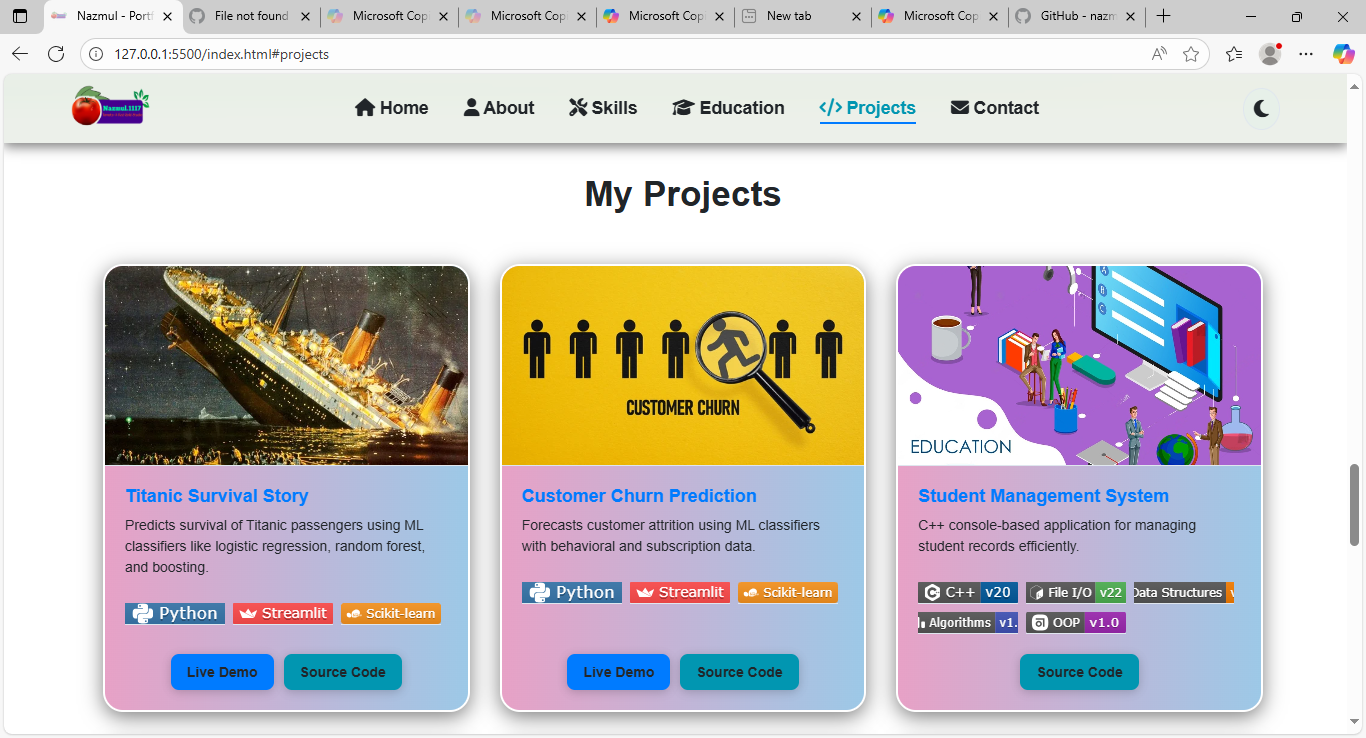 Nazmul - Portf
File not found
Microsoft Cop
Microsoft Cop
Microsoft Cop
New tab
Microsoft Cop
GitHub - nazm
127.0.0.1:5500/index.html#projects
Nazmul.1117
Home
About
Skills
Education
</> Projects
Contact
My Projects
CUSTOMER CHURN
A
B
C
EDUCATION
Titanic Survival Story
Predicts survival of Titanic passengers using ML
classifiers like logistic regression, random forest,
and boosting.
Python
Streamlit
Scikit-learn
Live Demo
Source Code
Customer Churn Prediction
Forecasts customer attrition using ML classifiers
with behavioral and subscription data.
Python
Streamlit
Scikit-learn
Live Demo
Source Code
Student Management System
C++ console-based application for managing
student records efficiently.
C++ v20
File I/O v22
Data Structures
Algorithms v1.
OOP v1.0
Source Code